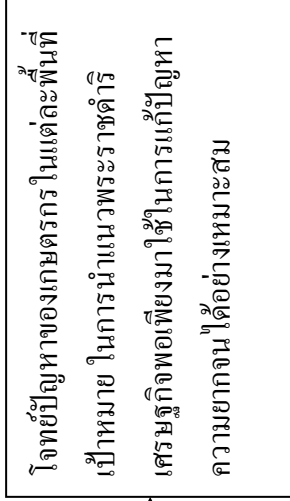 โจทย์ปัญหาของเกษตรกรในแต่ละพื้นที่
เป้าหมาย ในการนำแนวพระราชดำริ
เศรษฐกิจพอเพียงมาใช้ในการแก้ปัญหา
ความยากจนได้อย่างเหมาะสม